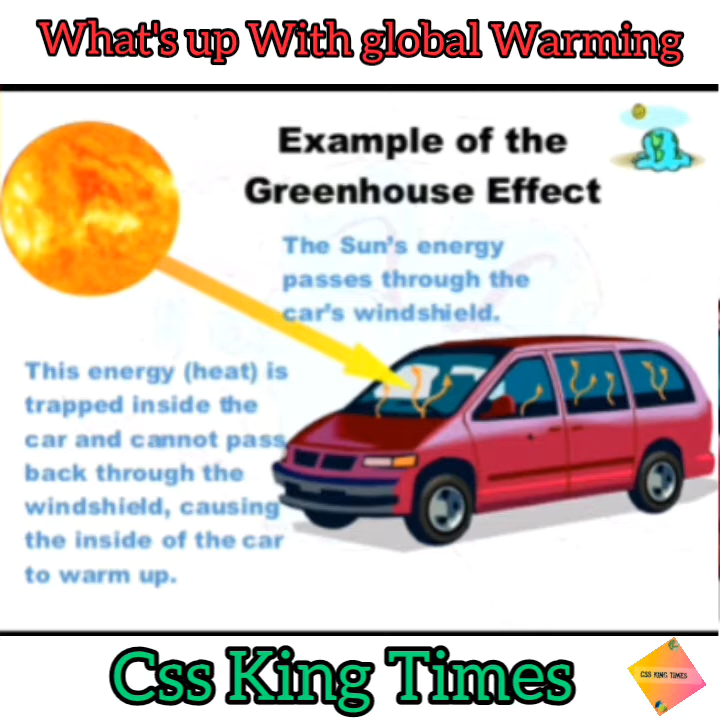 What's up With global Warming
Example of the
Greenhouse Effect
The Sun's energy
passes through the
car's windshield.
This energy (heat) is
trapped inside the
car and cannot pass
back through the
windshield, causing
the inside of the car
to warm up.
Css King Times
CSS KING TIMES